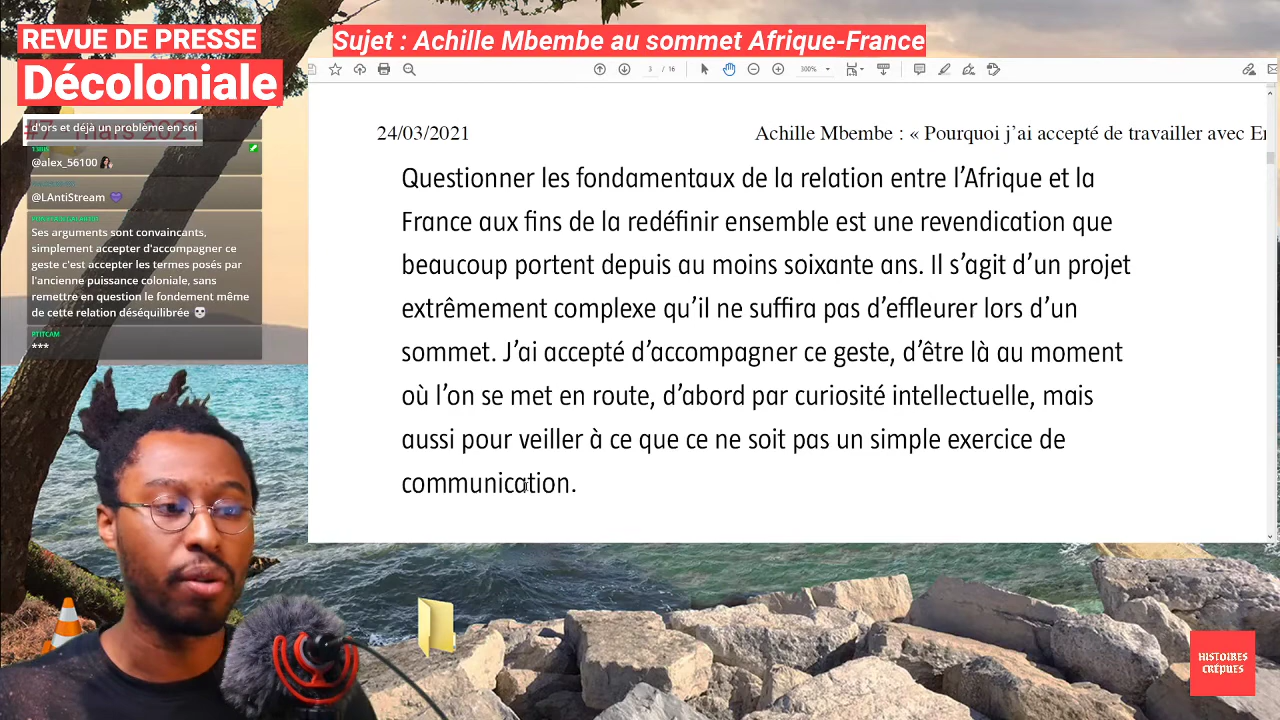 REVUE DE PRESSE
Décoloniale
Sujet : Achille Mbembe au sommet Afrique-France
3 / 16
300%
#7 mars 2021
d'ors et déjà un problème en soi
@alex_56100
@LAntiStream
Ses arguments sont convaincants,
simplement accepter d'accompagner ce
geste c'est accepter les termes posés par
l'ancienne puissance coloniale, sans
remettre en question le fondement même
de cette relation déséquilibrée
PTITCAM
***
24/03/2021
Achille Mbembe : « Pourquoi j'ai accepté de travailler avec
Questionner les fondamentaux de la relation entre l'Afrique et la
France aux fins de la redéfinir ensemble est une revendication que
beaucoup portent depuis au moins soixante ans. Il s'agit d'un projet
extrêmement complexe qu'il ne suffira pas d'effleurer lors d'un
sommet. J'ai accepté d'accompagner ce geste, d'être là au moment
où l'on se met en route, d'abord par curiosité intellectuelle, mais
aussi pour veiller à ce que ce ne soit pas un simple exercice de
communication.
HISTOIRES
CRÉPUES